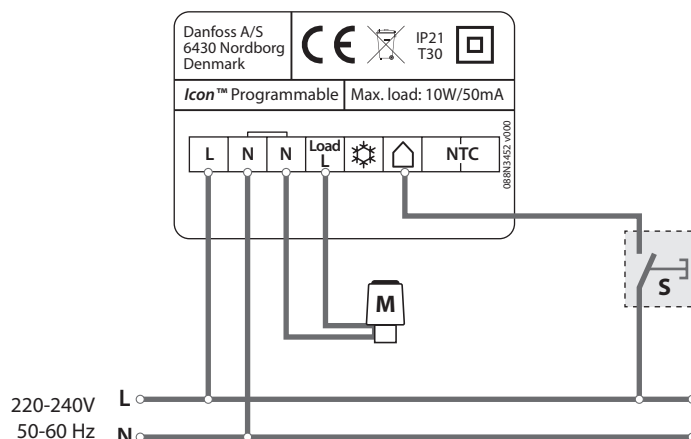 Danfoss A/S
6430 Nordborg
Denmark
CE
IP21
T30
Icon™ Programmable
Max. load: 10W/50mA
L N N Load L NTC
088N3452 v000
M
S
220-240V L
50-60 Hz N